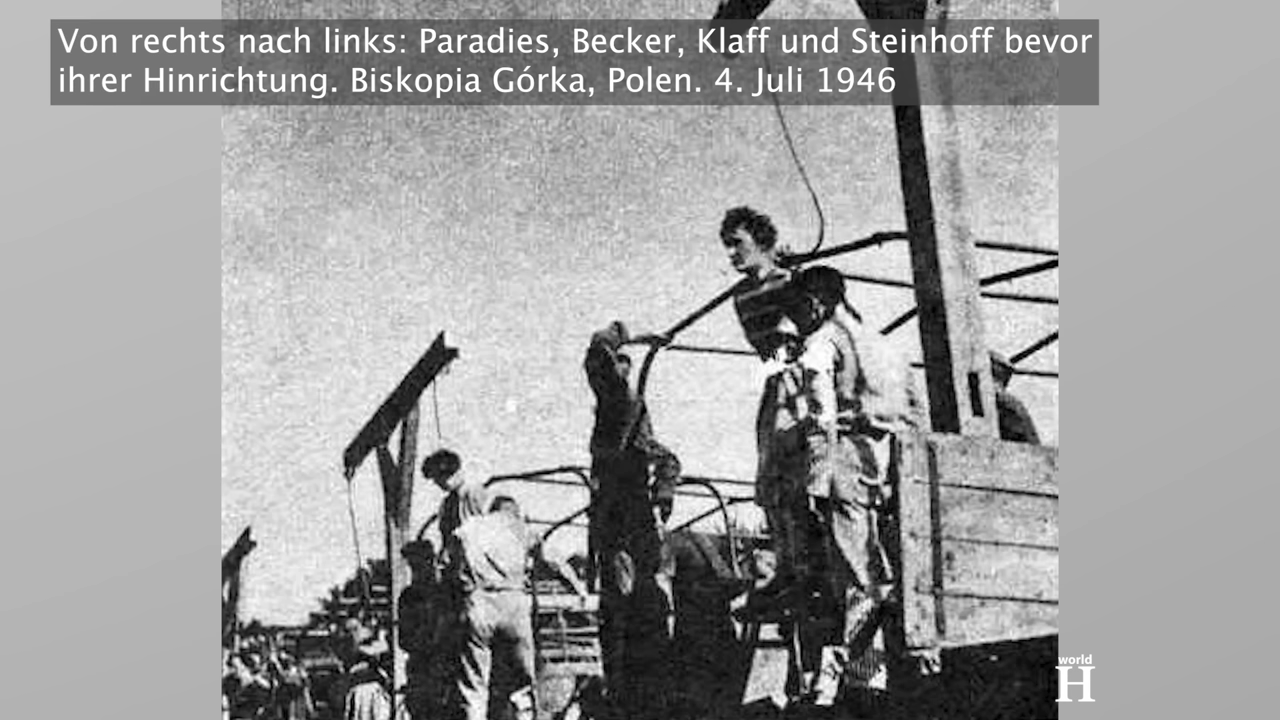 Von rechts nach links: Paradies, Becker, Klaff und Steinhoff bevor
ihrer Hinrichtung. Biskopia Górka, Polen. 4. Juli 1946
world
H